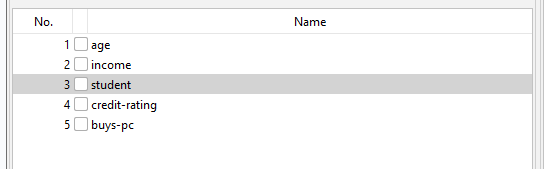 No. Name
1 age
2 income
3 student
4 credit-rating
5 buys-pc